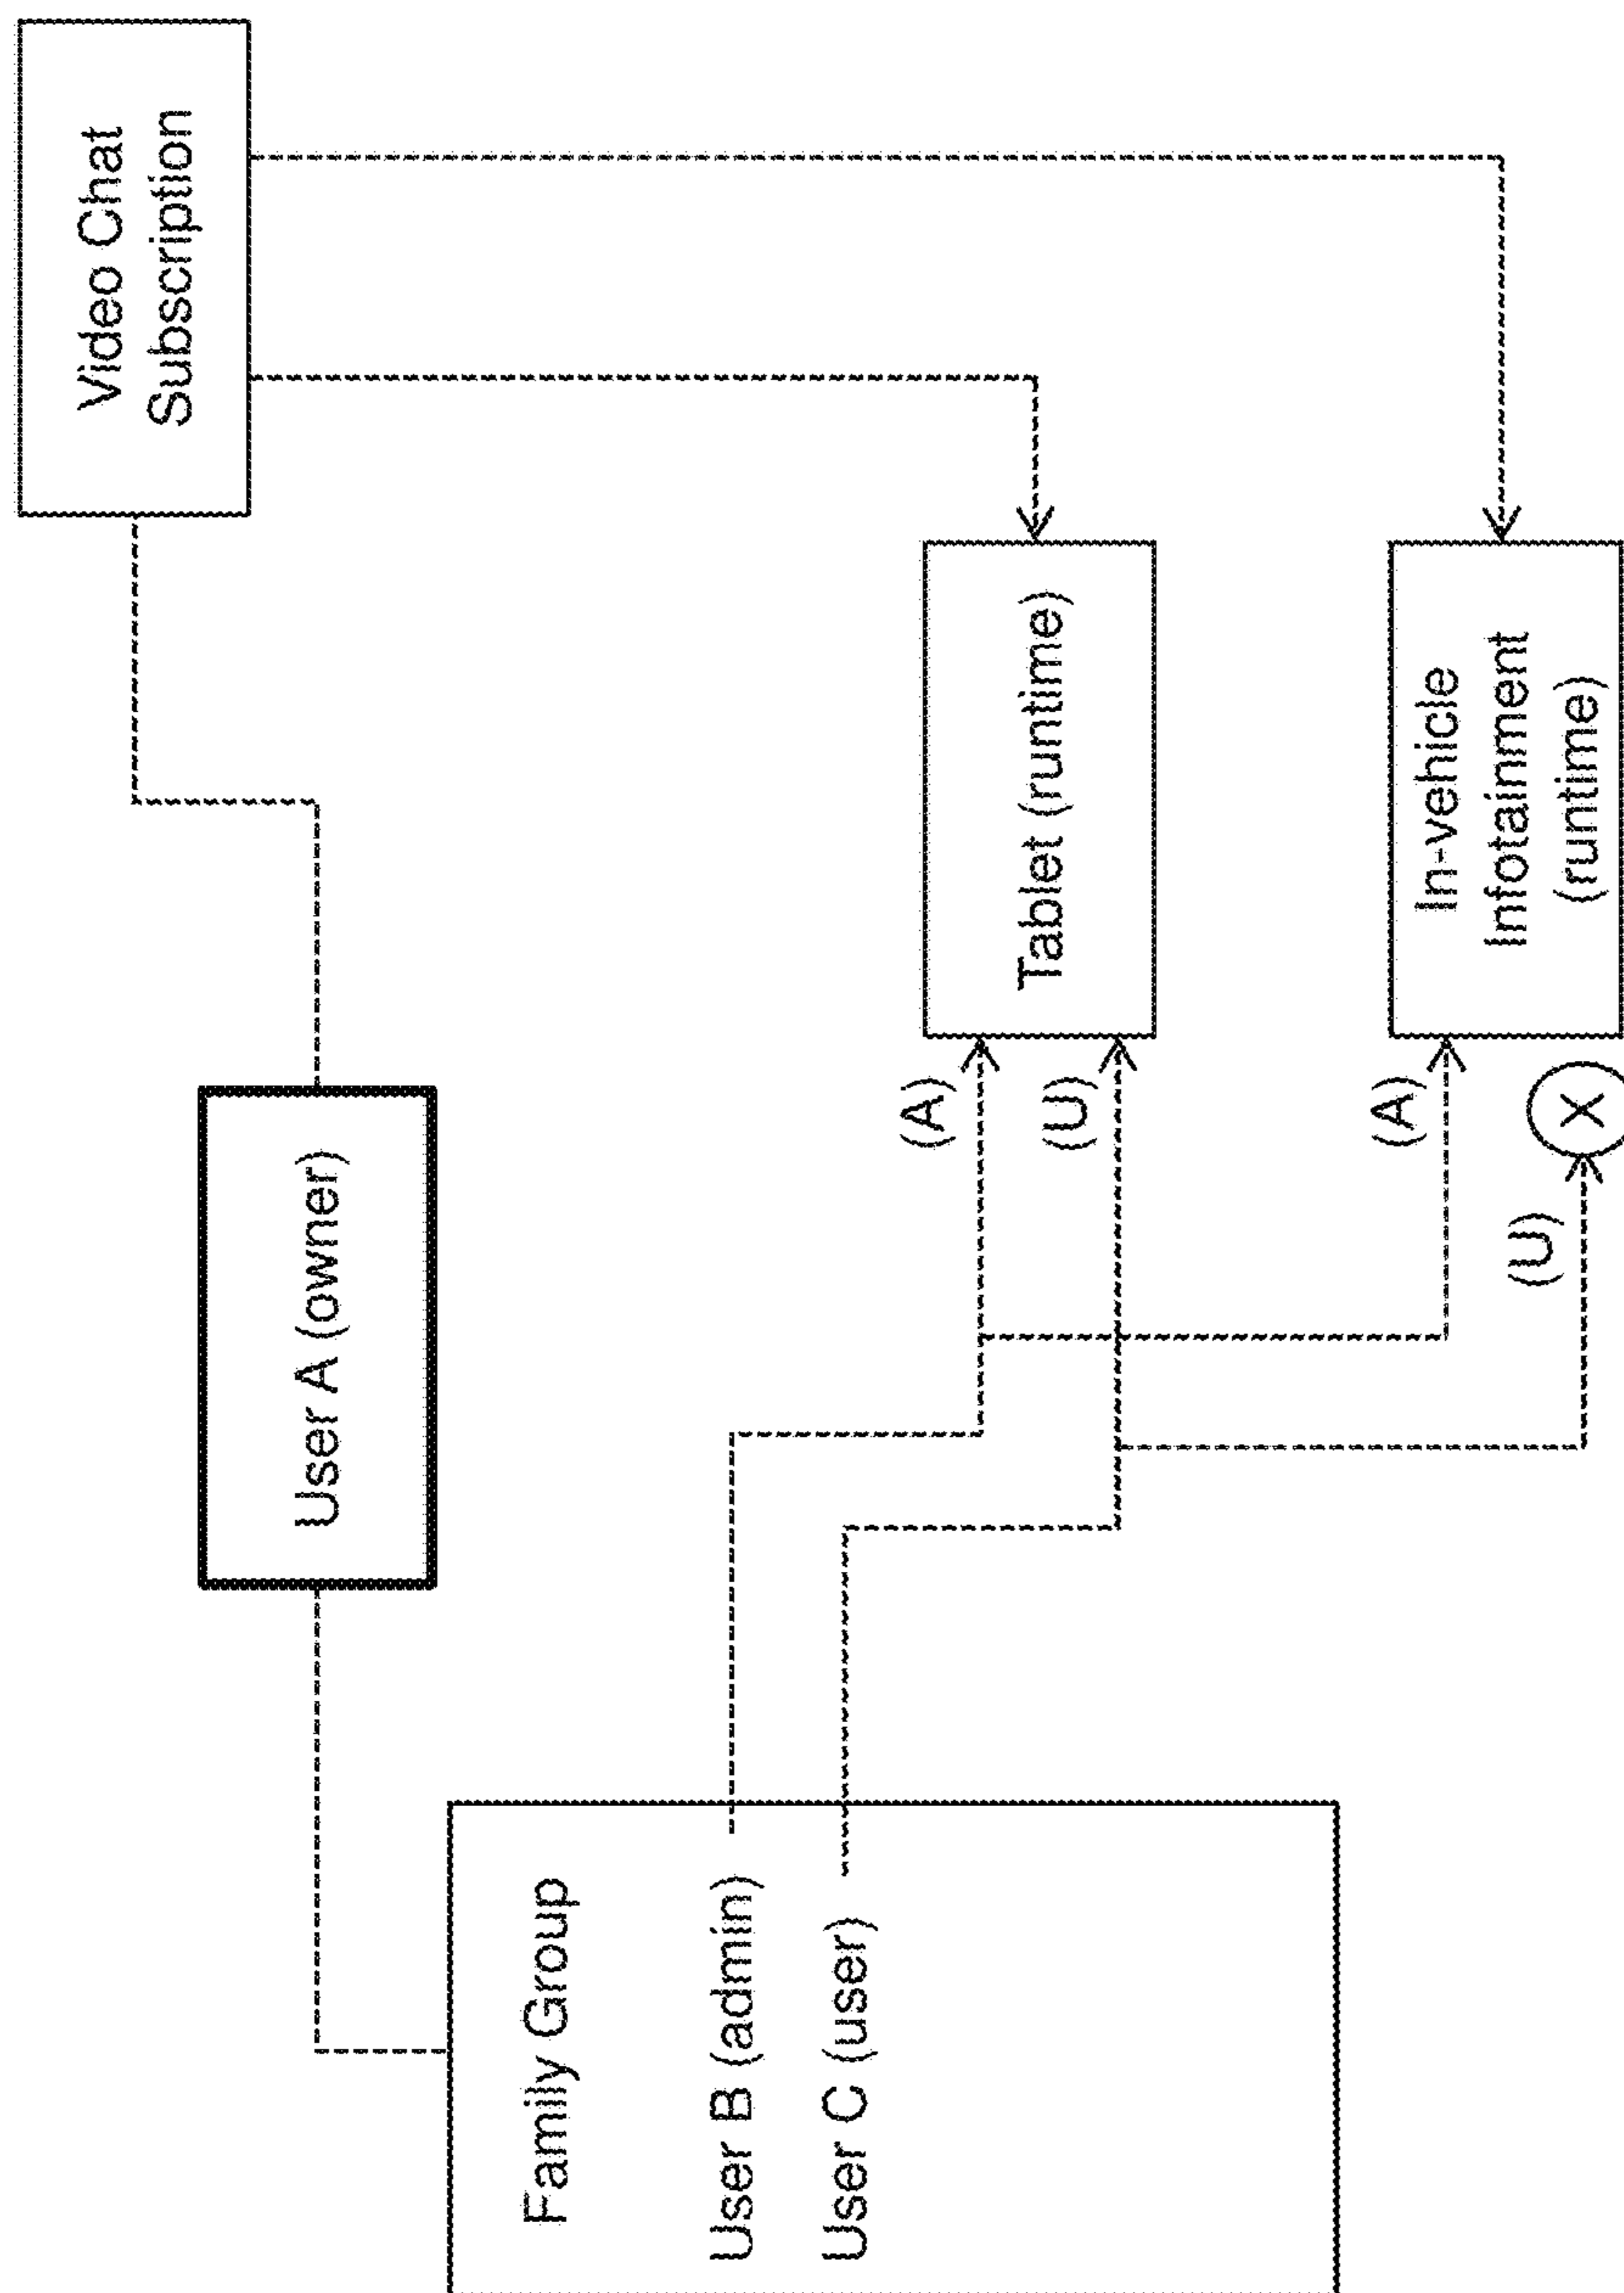 User A (owner)
Video Chat
Subscription
Family Group
User B (admin)
User C (user)
(A)
Tablet (runtime)
(U)
(A)
In-vehicle
Infotainment
(runtime)
(U)
X